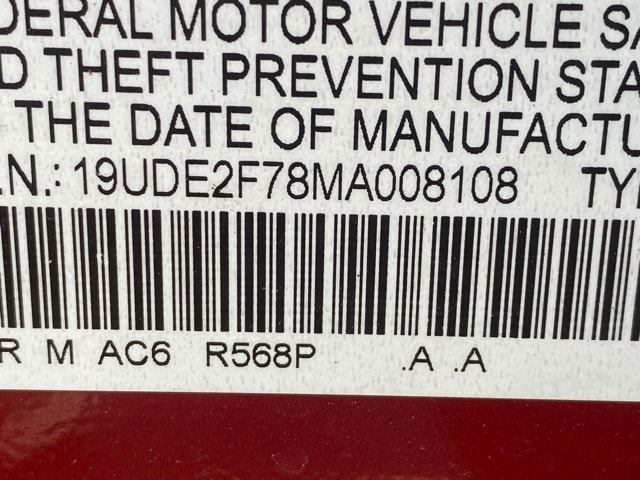 DERAL MOTOR VEHICLE SA
D THEFT PREVENTION STA
THE DATE OF MANUFACTU
.N.: 19UDE2F78MA008108 TY
R M AC6 R568P .A .A